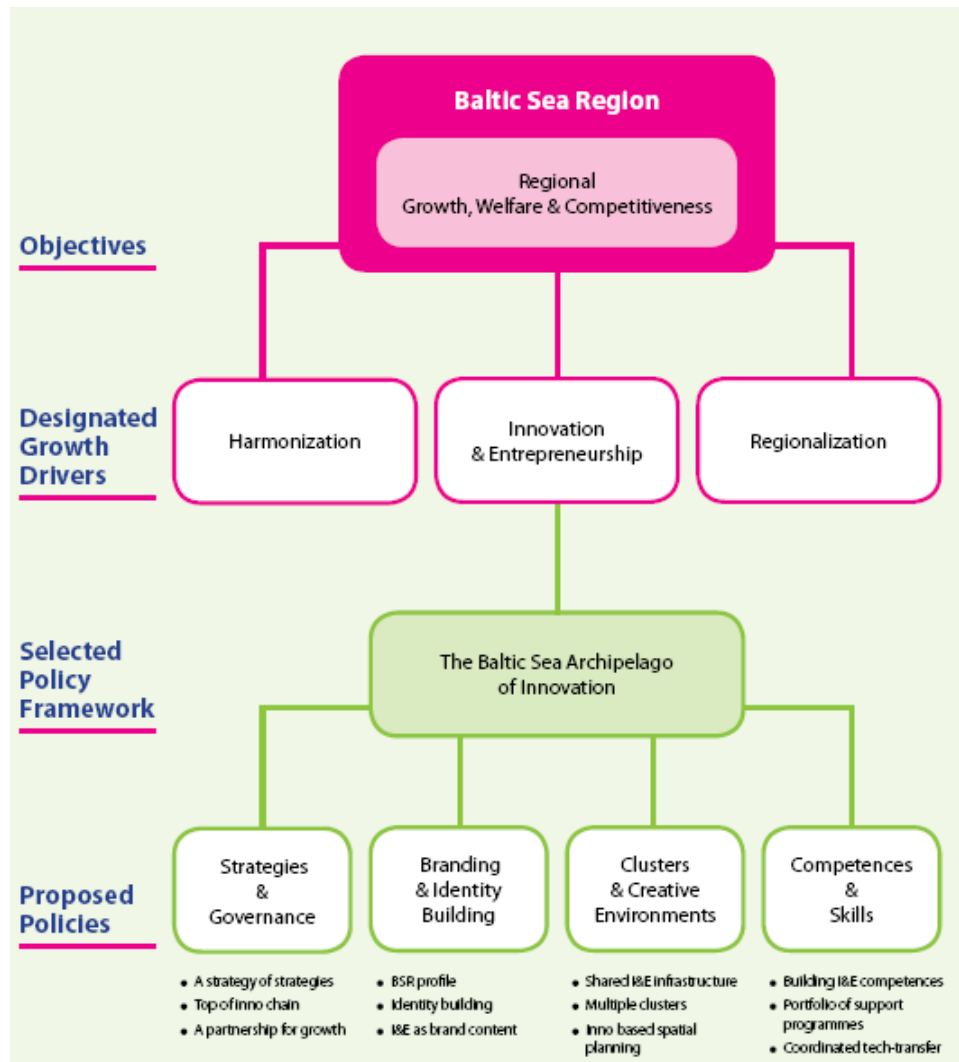 Baltic Sea Region
Regional
Growth, Welfare & Competitiveness
Objectives
Designated
Growth
Drivers
Harmonization
Innovation
& Entrepreneurship
Regionalization
Selected
Policy
Framework
The Baltic Sea Archipelago
of Innovation
Proposed
Policies
Strategies
&
Governance
Branding
& Identity
Building
Clusters
& Creative
Environments
Competences
&
Skills
• A strategy of strategies
• Top of inno chain
• A partnership for growth
• BSR profile
• Identity building
• I&E as brand content
• Shared I&E infrastructure
• Multiple clusters
• Inno based spatial
planning
• Building I&E competences
• Portfolio of support
programmes
• Coordinated tech-transfer